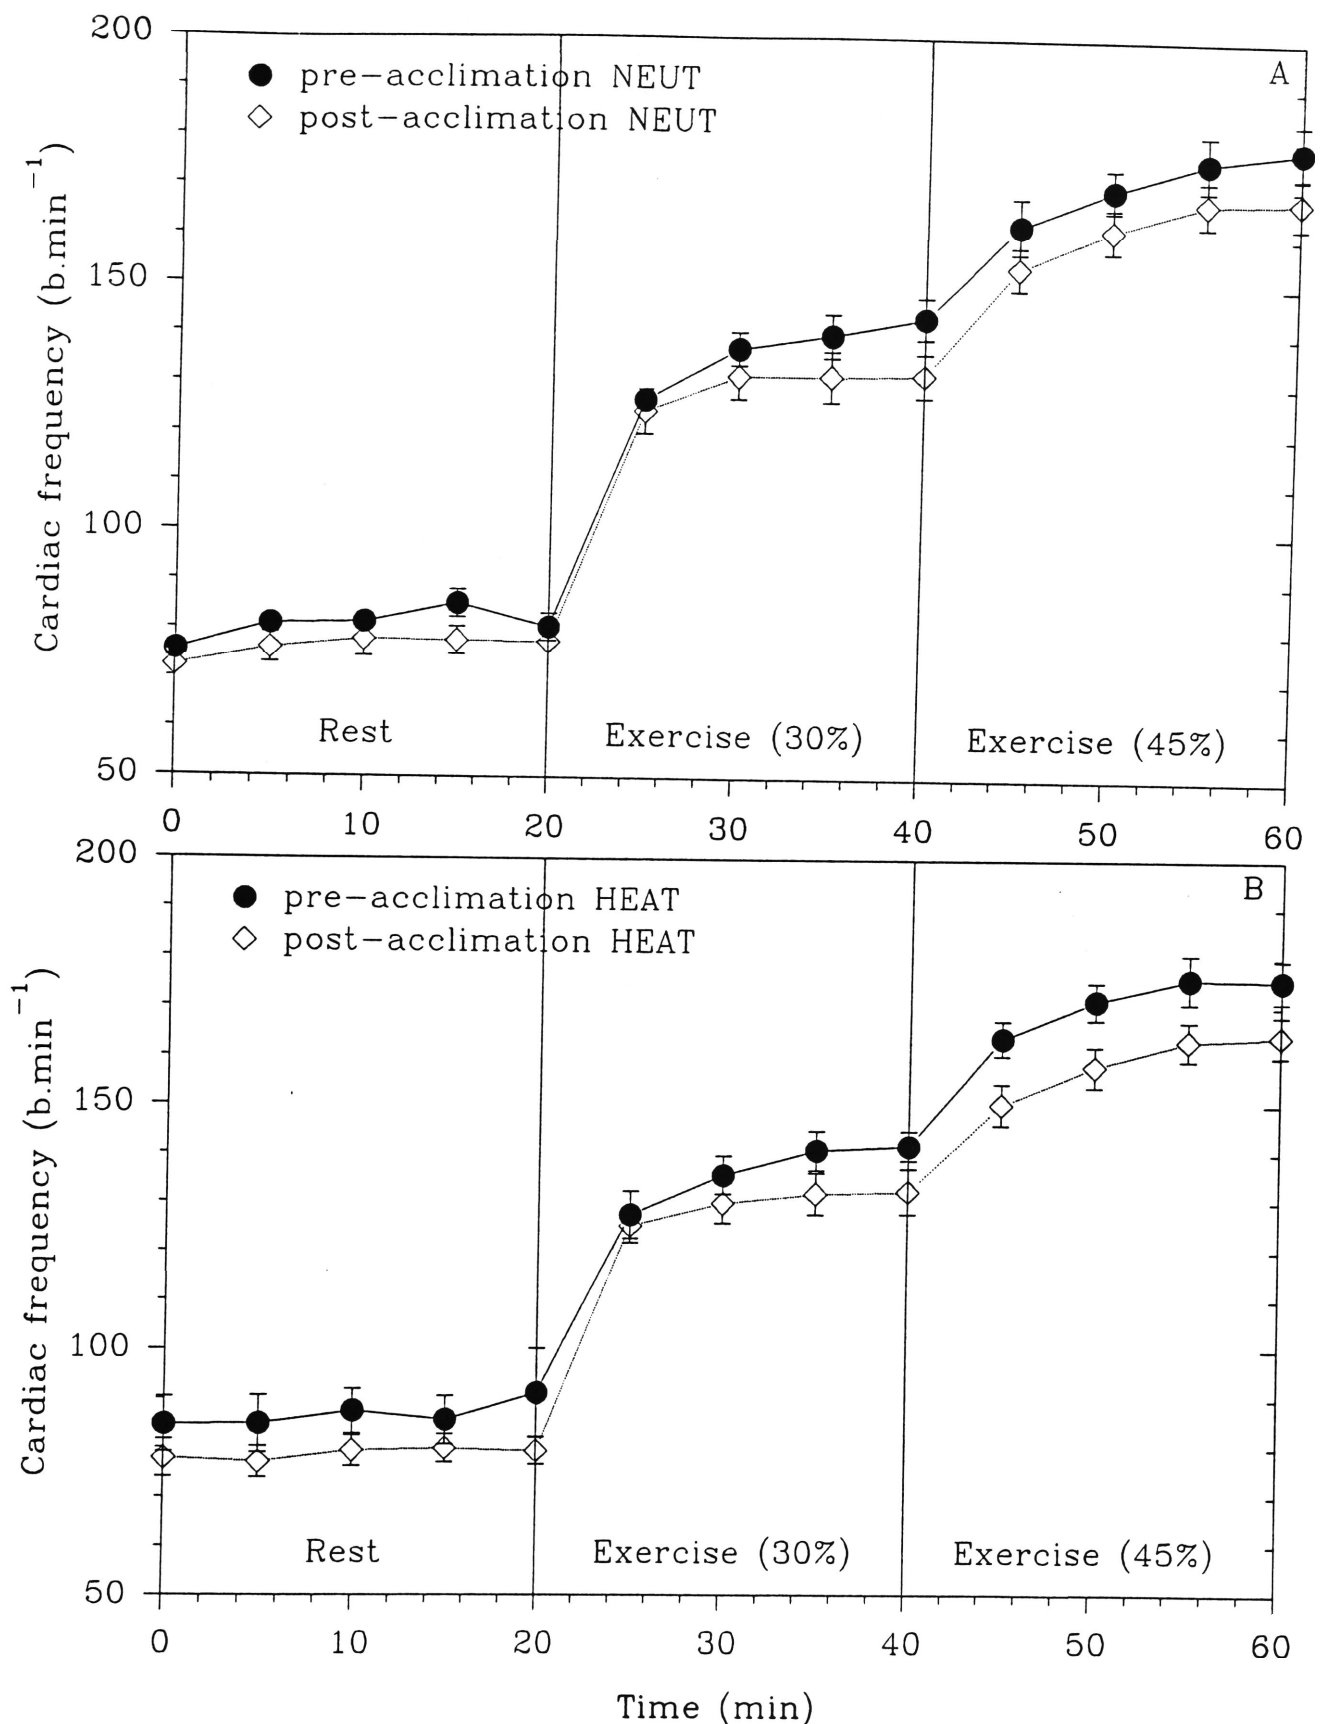 200
pre-acclimation NEUT
A
post-acclimation NEUT
150
100
50
Cardiac frequency (b.min⁻¹)
Rest
Exercise (30%)
Exercise (45%)
0 10 20 30 40 50 60
200
pre-acclimation HEAT
B
post-acclimation HEAT
150
100
50
Cardiac frequency (b.min⁻¹)
Rest
Exercise (30%)
Exercise (45%)
0 10 20 30 40 50 60
Time (min)